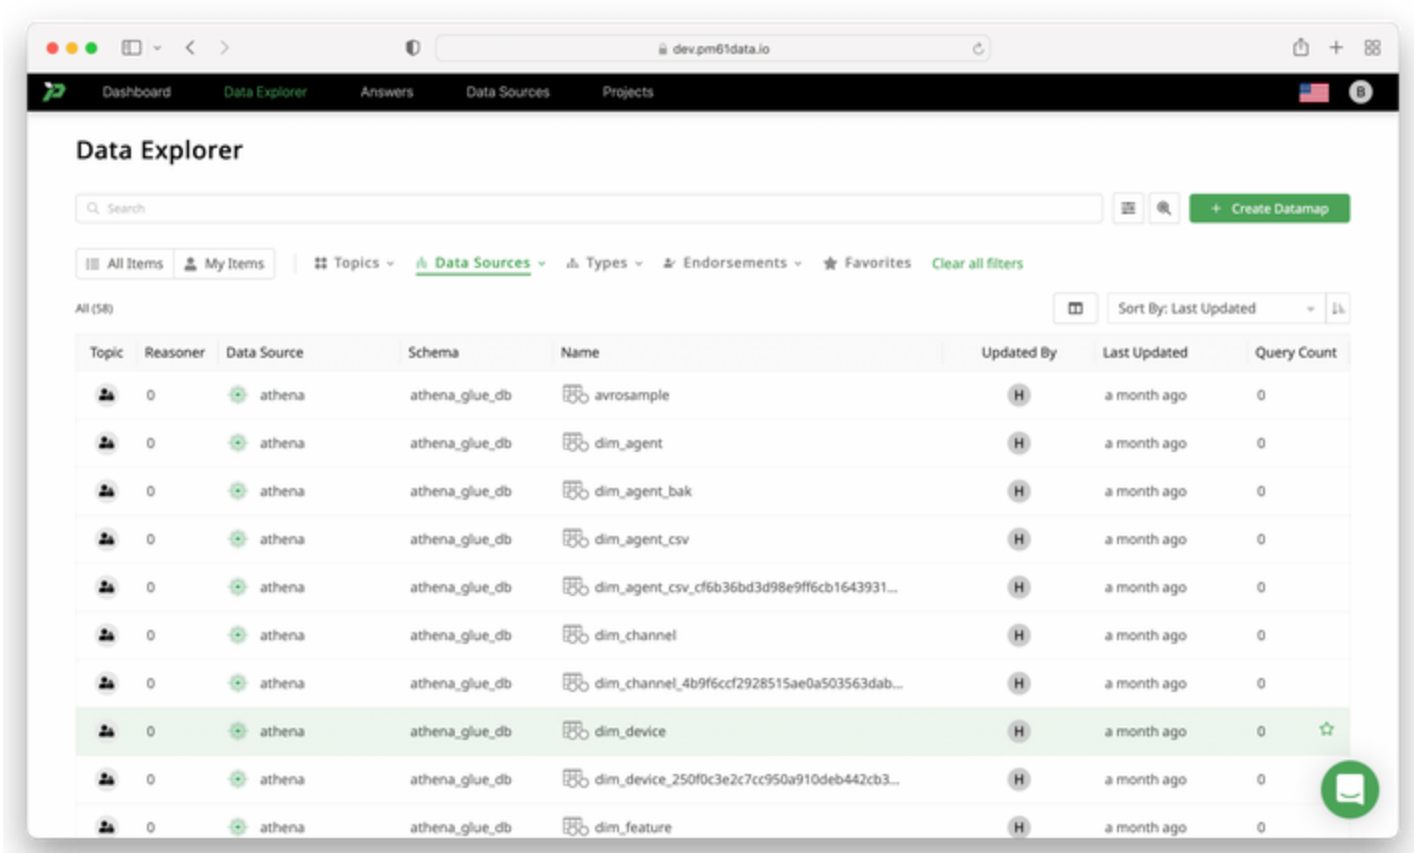 dev.pm61data.io
Dashboard Data Explorer Answers Data Sources Projects B
Data Explorer
Search + Create Datamap
All Items My Items Topics Data Sources Types Endorsements Favorites Clear all filters
All (58) Sort By: Last Updated
Topic Reasoner Data Source Schema Name Updated By Last Updated Query Count
0 athena athena_glue_db avrosample H a month ago 0
0 athena athena_glue_db dim_agent H a month ago 0
0 athena athena_glue_db dim_agent_bak H a month ago 0
0 athena athena_glue_db dim_agent_csv H a month ago 0
0 athena athena_glue_db dim_agent_csv_cf6b36bd3d98e9ff6cb1643931... H a month ago 0
0 athena athena_glue_db dim_channel H a month ago 0
0 athena athena_glue_db dim_channel_4b9f6ccf2928515ae0a503563dab... H a month ago 0
0 athena athena_glue_db dim_device H a month ago 0
0 athena athena_glue_db dim_device_250f0c3e2c7cc950a910deb442cb3... H a month ago 0
0 athena athena_glue_db dim_feature H a month ago 0